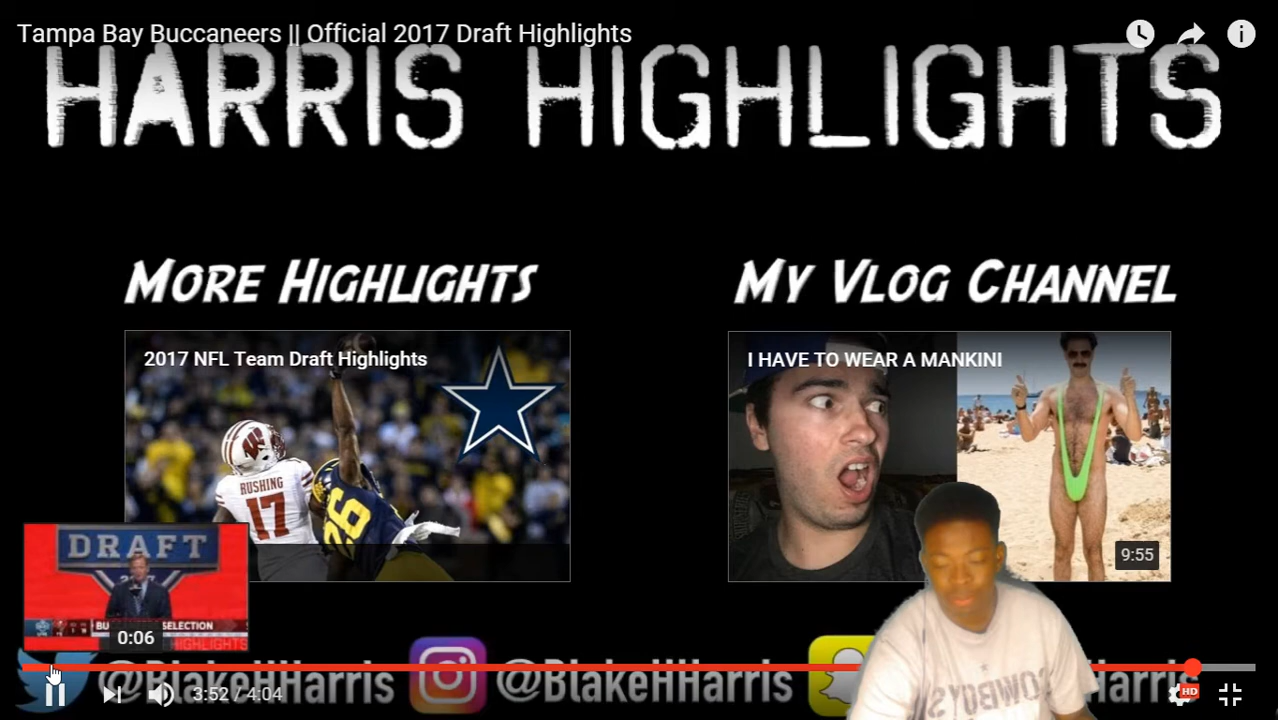 Tampa Bay Buccaneers || Official 2017 Draft Highlights
HARRIS HIGHLIGHTS
MORE HIGHLIGHTS
MY VLOG CHANNEL
2017 NFL Team Draft Highlights
I HAVE TO WEAR A MANKINI
RUSHING
17
26
W
9:55
DRAFT
SELECTION
0:06
HIGHLIGHTS
@BlakeHHarris
@BlakeHHarris
arris
3:52 / 4:04
HD
COWBOYS